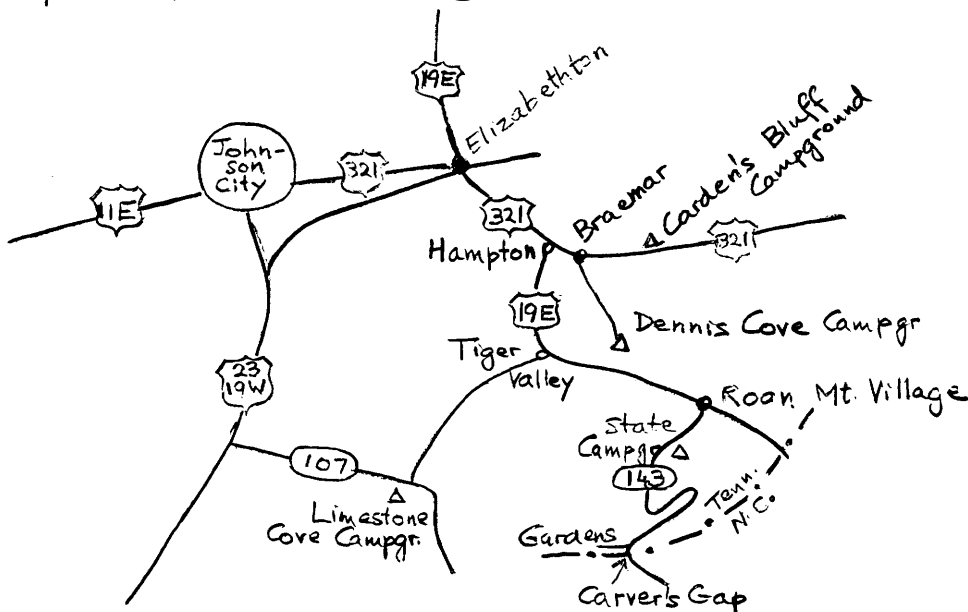 19E
Elizabethton
John-
son
City
321
11E
Carden's Bluff
Campground
321
Braemar
321
Hampton
19E
Dennis Cove Campgr
Tiger
Valley
23
19W
Roan Mt. Village
State
Campgr
143
107
Tenn.
N.C.
Limestone
Cove Campgr.
Gardens
Carver's Gap